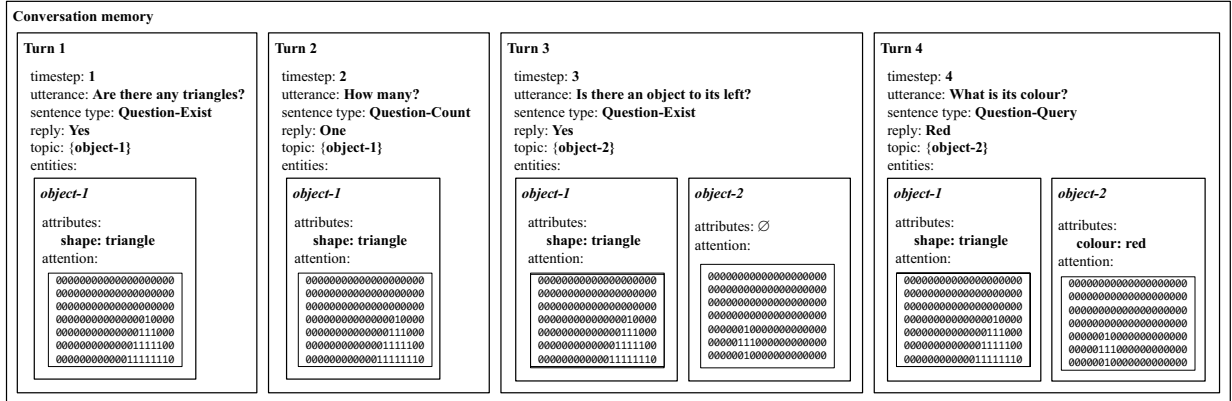 Conversation memory
Turn 1
timestep: 1
utterance: Are there any triangles?
sentence type: Question-Exist
reply: Yes
topic: {object-1}
entities:
object-1
attributes:
shape: triangle
attention:
00000000000000000000
00000000000000000000
00000000000000000000
00000000000000010000
00000000000000111000
00000000000001111100
00000000000011111110
Turn 2
timestep: 2
utterance: How many?
sentence type: Question-Count
reply: One
topic: {object-1}
entities:
object-1
attributes:
shape: triangle
attention:
00000000000000000000
00000000000000000000
00000000000000000000
00000000000000010000
00000000000000111000
00000000000001111100
00000000000011111110
Turn 3
timestep: 3
utterance: Is there an object to its left?
sentence type: Question-Exist
reply: Yes
topic: {object-2}
entities:
object-1
attributes:
shape: triangle
attention:
00000000000000000000
00000000000000000000
00000000000000000000
00000000000000010000
00000000000000111000
00000000000001111100
00000000000011111110
object-2
attributes: ∅
attention:
00000000000000000000
00000000000000000000
00000000000000000000
00000000000000000000
00000010000000000000
00000111000000000000
00000010000000000000
Turn 4
timestep: 4
utterance: What is its colour?
sentence type: Question-Query
reply: Red
topic: {object-2}
entities:
object-1
attributes:
shape: triangle
attention:
00000000000000000000
00000000000000000000
00000000000000000000
00000000000000010000
00000000000000111000
00000000000001111100
00000000000011111110
object-2
attributes:
colour: red
attention:
00000000000000000000
00000000000000000000
00000000000000000000
00000000000000000000
00000010000000000000
00000111000000000000
00000010000000000000